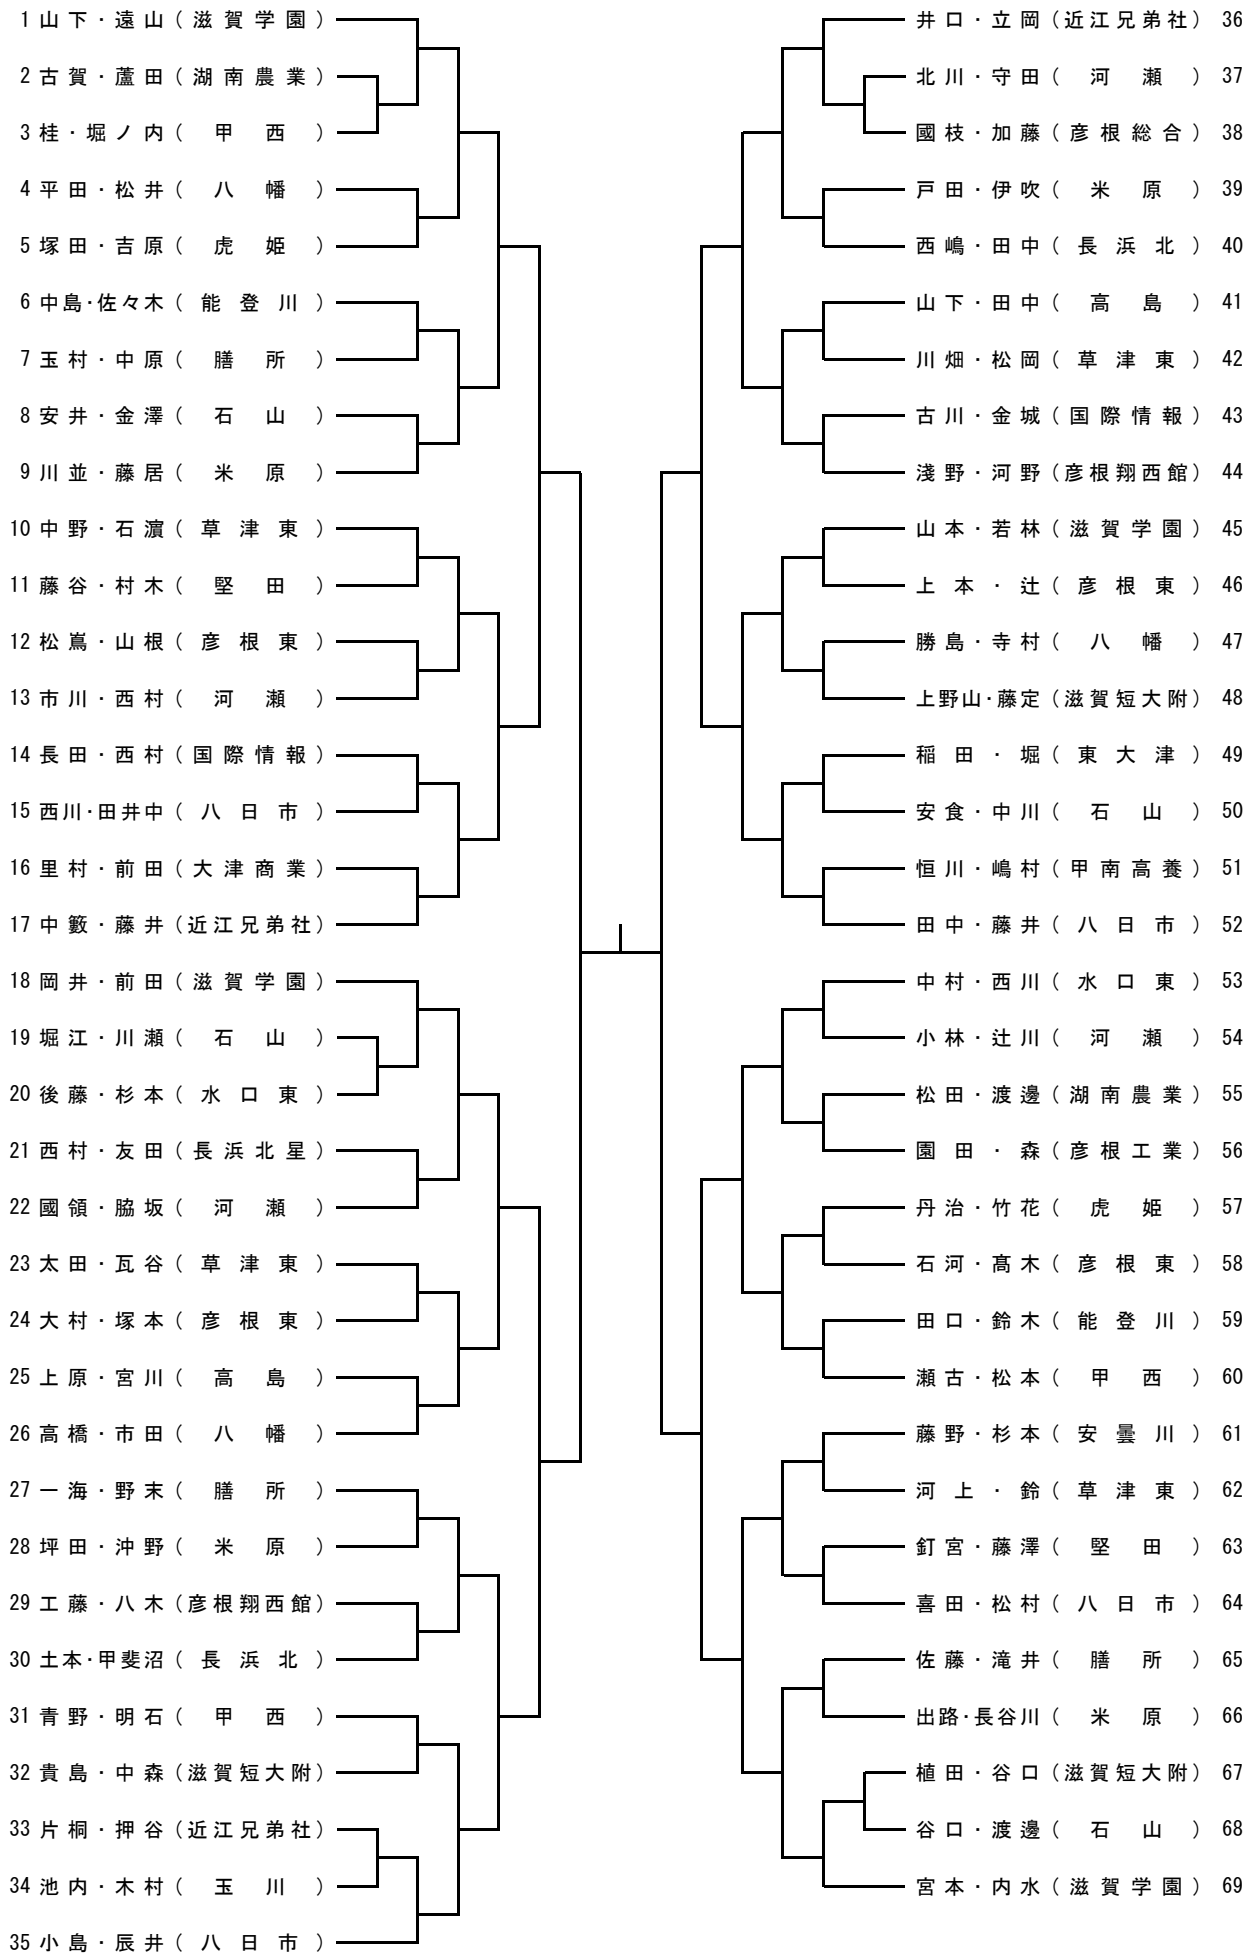 1 山下・遠山（滋賀学園）
2 古賀・蘆田（湖南農業）
3 桂・堀ノ内（甲西）
4 平田・松井（八幡）
5 塚田・吉原（虎姫）
6 中島・佐々木（能登川）
7 玉村・中原（膳所）
8 安井・金澤（石山）
9 川並・藤居（米原）
10 中野・石濵（草津東）
11 藤谷・村木（堅田）
12 松嶌・山根（彦根東）
13 市川・西村（河瀬）
14 長田・西村（国際情報）
15 西川・田井中（八日市）
16 里村・前田（大津商業）
17 中籔・藤井（近江兄弟社）
18 岡井・前田（滋賀学園）
19 堀江・川瀬（石山）
20 後藤・杉本（水口東）
21 西村・友田（長浜北星）
22 國領・脇坂（河瀬）
23 太田・瓦谷（草津東）
24 大村・塚本（彦根東）
25 上原・宮川（高島）
26 高橋・市田（八幡）
27 一海・野末（膳所）
28 坪田・沖野（米原）
29 工藤・八木（彦根翔西館）
30 土本・甲斐沼（長浜北）
31 青野・明石（甲西）
32 貴島・中森（滋賀短大附）
33 片桐・押谷（近江兄弟社）
34 池内・木村（玉川）
35 小島・辰井（八日市）
井口・立岡（近江兄弟社） 36
北川・守田（河瀬） 37
國枝・加藤（彦根総合） 38
戸田・伊吹（米原） 39
西嶋・田中（長浜北） 40
山下・田中（高島） 41
川畑・松岡（草津東） 42
古川・金城（国際情報） 43
淺野・河野（彦根翔西館） 44
山本・若林（滋賀学園） 45
上本・辻（彦根東） 46
勝島・寺村（八幡） 47
上野山・藤定（滋賀短大附） 48
稲田・堀（東大津） 49
安食・中川（石山） 50
恒川・嶋村（甲南高養） 51
田中・藤井（八日市） 52
中村・西川（水口東） 53
小林・辻川（河瀬） 54
松田・渡邊（湖南農業） 55
園田・森（彦根工業） 56
丹治・竹花（虎姫） 57
石河・髙木（彦根東） 58
田口・鈴木（能登川） 59
瀬古・松本（甲西） 60
藤野・杉本（安曇川） 61
河上・鈴（草津東） 62
釘宮・藤澤（堅田） 63
喜田・松村（八日市） 64
佐藤・滝井（膳所） 65
出路・長谷川（米原） 66
植田・谷口（滋賀短大附） 67
谷口・渡邊（石山） 68
宮本・内水（滋賀学園） 69